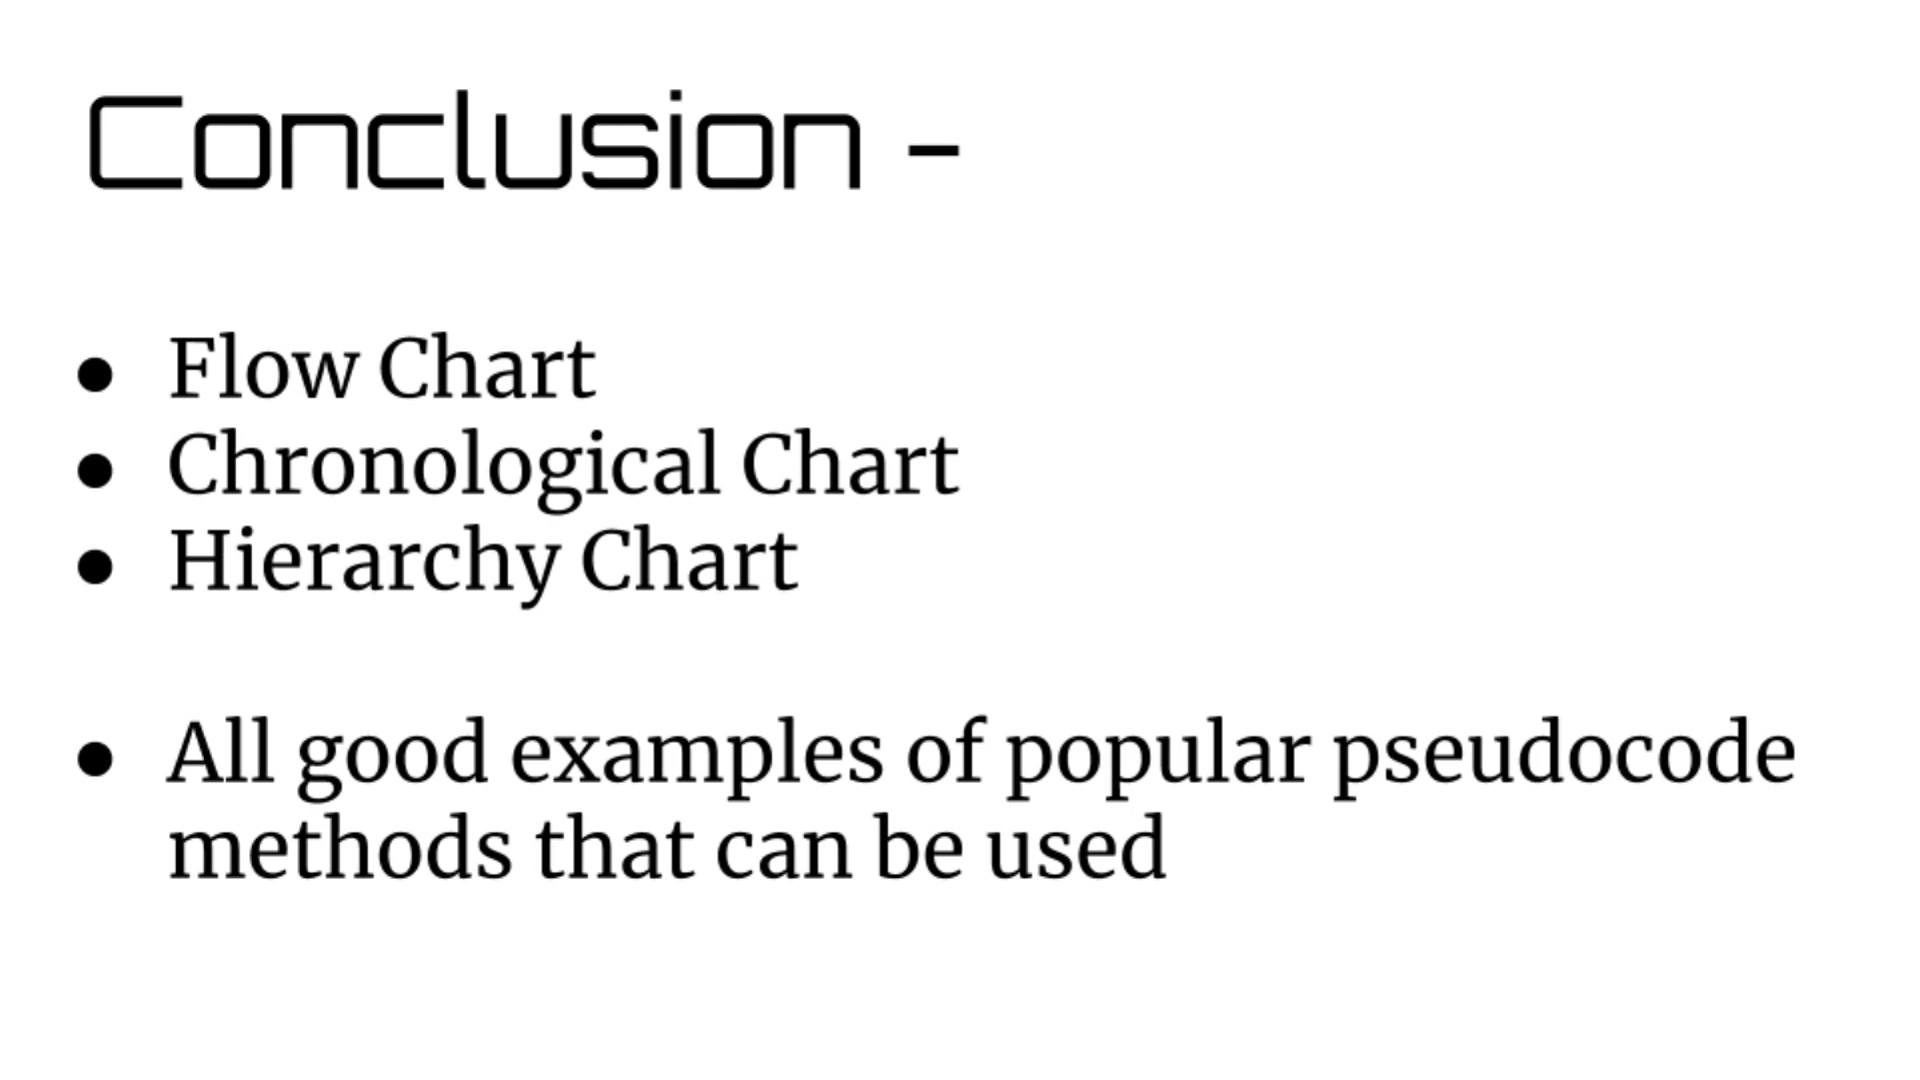 Conclusion -
● Flow Chart
● Chronological Chart
● Hierarchy Chart
● All good examples of popular pseudocode
methods that can be used